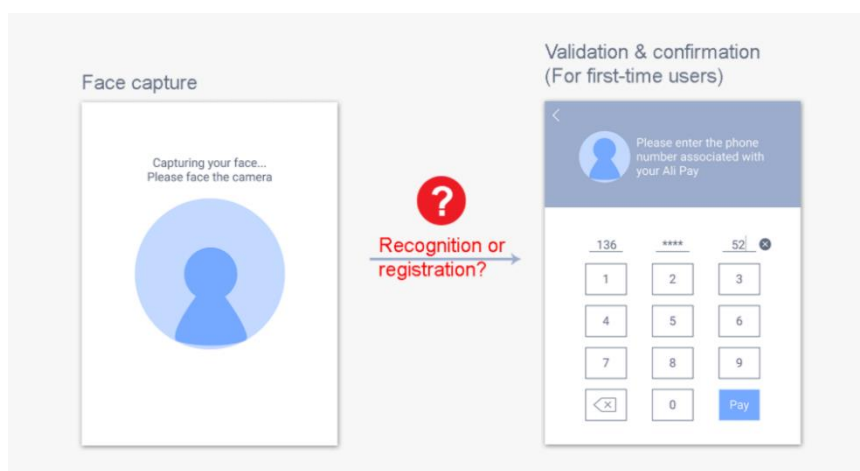 Face capture
Capturing your face...
Please face the camera
?
Recognition or
registration?
Validation & confirmation
(For first-time users)
Please enter the phone
number associated with
your Ali Pay
136 **** 52
1 2 3
4 5 6
7 8 9
0 Pay